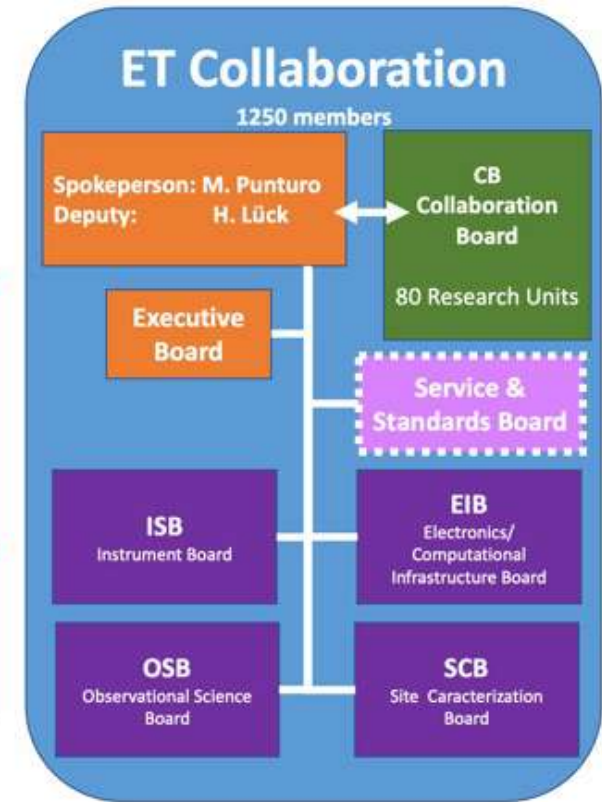 ET Collaboration
1250 members
Spokeperson: M. Punturo
Deputy: H. Lück
CB
Collaboration
Board
80 Research Units
Executive
Board
Service &
Standards Board
ISB
Instrument Board
EIB
Electronics/
Computational
Infrastructure Board
OSB
Observational Science
Board
SCB
Site Caracterization
Board